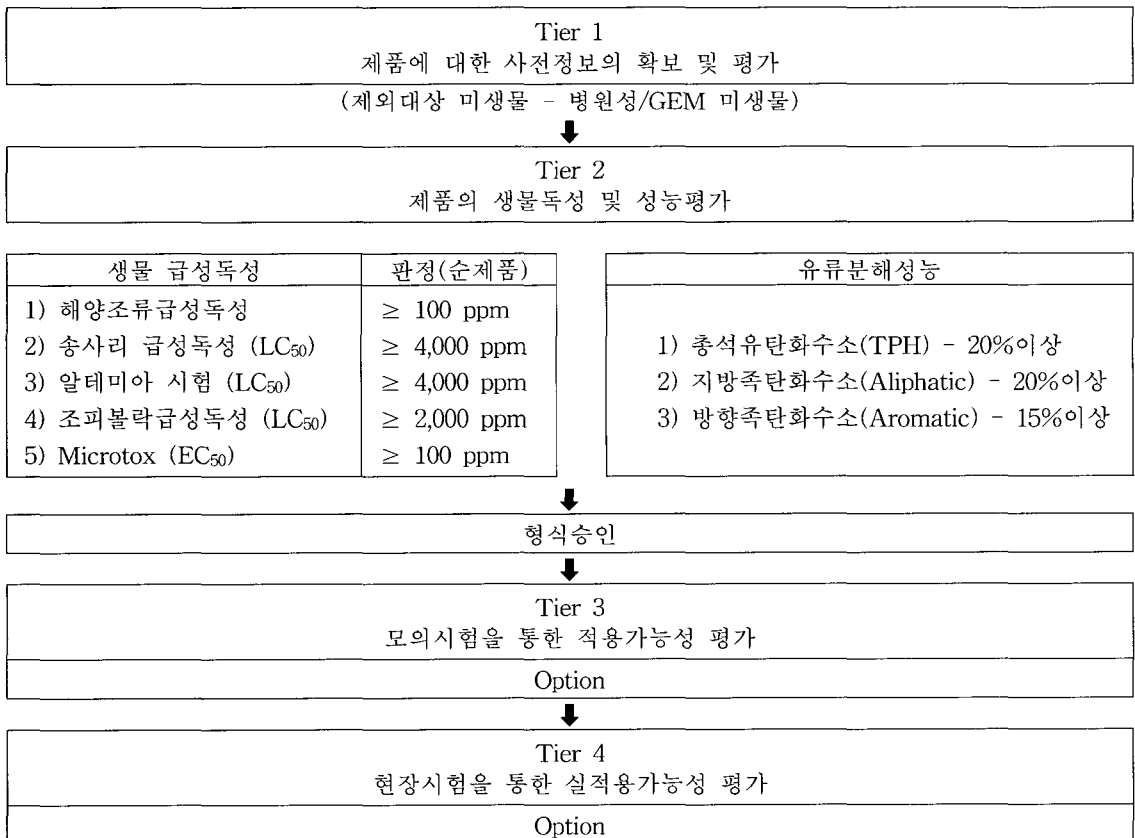 Tier 1
제품에 대한 사전정보의 확보 및 평가
(제외대상 미생물 - 병원성/GEM 미생물)
Tier 2
제품의 생물독성 및 성능평가
생물 급성독성 판정(순제품)
1) 해양조류급성독성 ≥ 100 ppm
2) 송사리 급성독성 (LC₅₀) ≥ 4,000 ppm
3) 알테미아 시험 (LC₅₀) ≥ 4,000 ppm
4) 조피볼락급성독성 (LC₅₀) ≥ 2,000 ppm
5) Microtox (EC₅₀) ≥ 100 ppm
유류분해성능
1) 총석유탄화수소(TPH) - 20%이상
2) 지방족탄화수소(Aliphatic) - 20%이상
3) 방향족탄화수소(Aromatic) - 15%이상
형식승인
Tier 3
모의시험을 통한 적용가능성 평가
Option
Tier 4
현장시험을 통한 실적용가능성 평가
Option